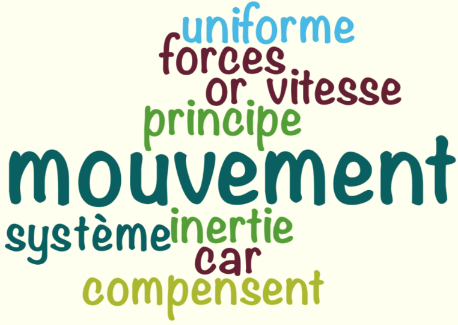 uniforme
forces
or vitesse
principe
mouvement
système inertie
car
compensent